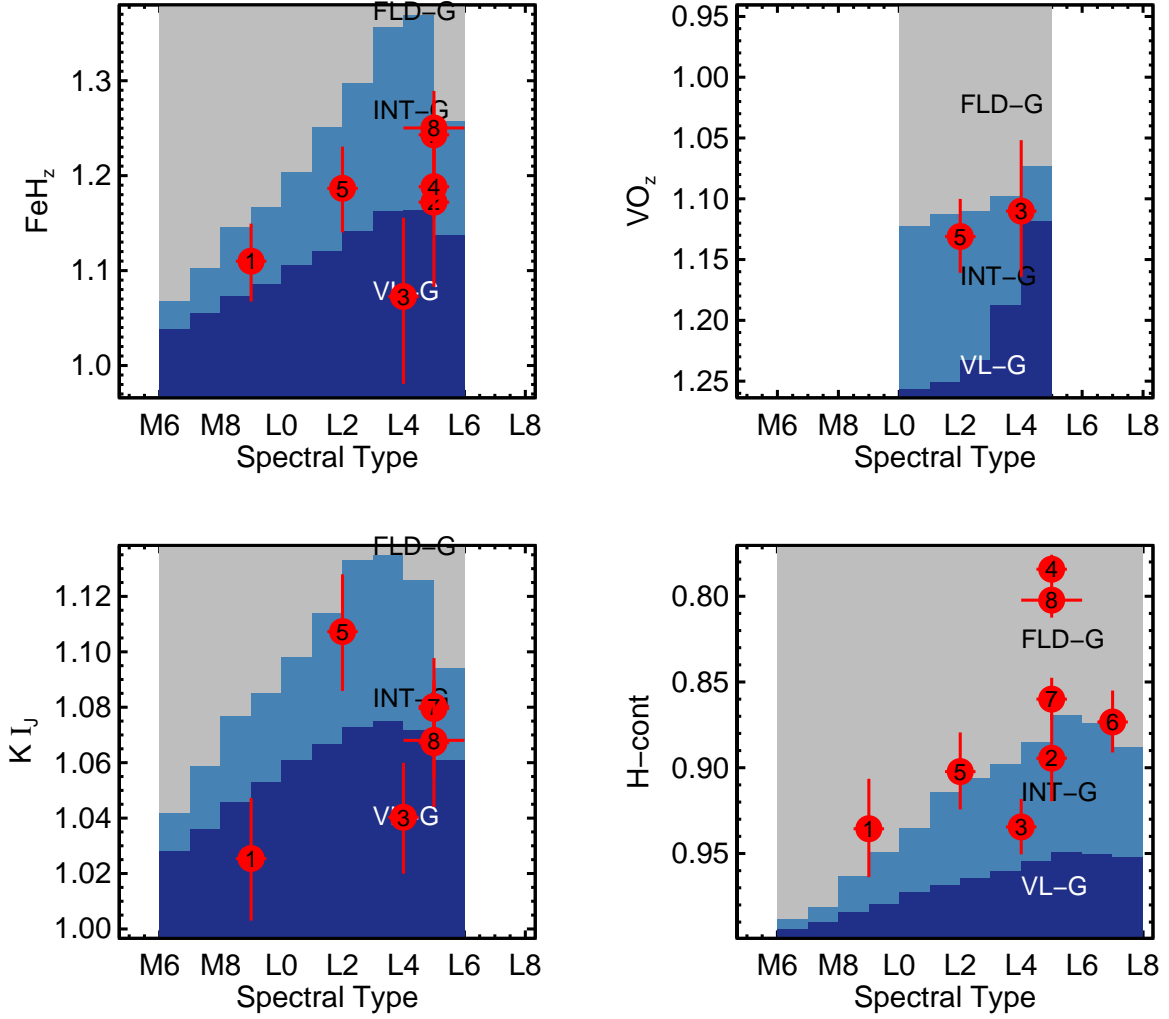 FLD-G
INT-G
VL-G
1.3
1.2
1.1
1.0
FeH_z
1
5
8
4
3
M6 M8 L0 L2 L4 L6 L8
Spectral Type
0.95
1.00
1.05
1.10
1.15
1.20
1.25
VO_z
FLD-G
INT-G
VL-G
5
3
M6 M8 L0 L2 L4 L6 L8
Spectral Type
FLD-G
INT-G
1.12
1.10
1.08
1.06
1.04
1.02
1.00
K I_J
5
7
8
3
1
M6 M8 L0 L2 L4 L6 L8
Spectral Type
0.80
0.85
0.90
0.95
H-cont
4
8
FLD-G
7
6
5
2
INT-G
1
3
VL-G
M6 M8 L0 L2 L4 L6 L8
Spectral Type